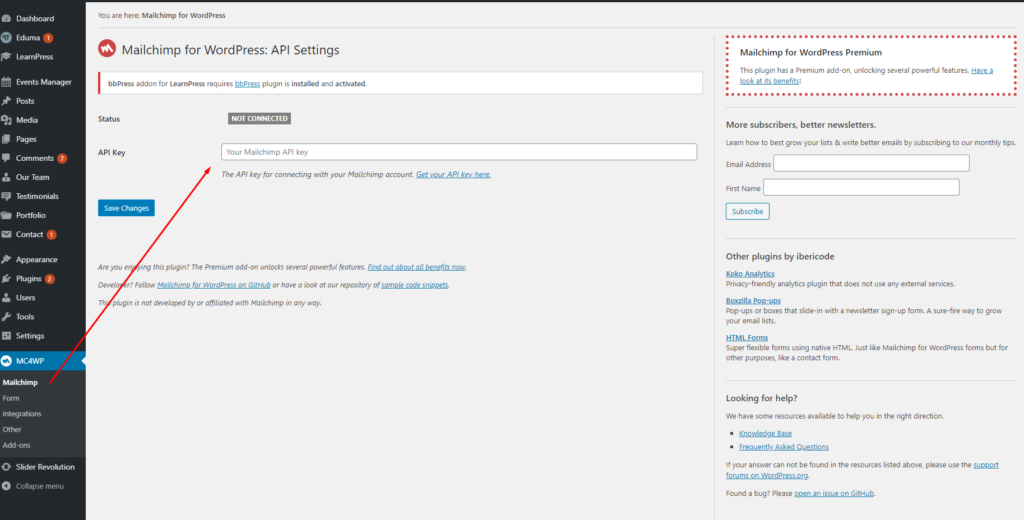 Dashboard
Eduma 1
LearnPress
Events Manager
Posts
Media
Pages
Comments 7
Our Team
Testimonials
Portfolio
Contact 1
Appearance
Plugins 2
Users
Tools
Settings
MC4WP
Mailchimp
Form
Integrations
Other
Add-ons
Slider Revolution
Collapse menu
You are here: Mailchimp for WordPress
Mailchimp for WordPress: API Settings
bbPress addon for LearnPress requires bbPress plugin is installed and activated.
Status
NOT CONNECTED
API Key
Your Mailchimp API key
The API key for connecting with your Mailchimp account. Get your API key here.
Save Changes
Are you enjoying this plugin? The Premium add-on unlocks several powerful features. Find out about all benefits now.
Developer? Follow Mailchimp for WordPress on GitHub or have a look at our repository of sample code snippets.
This plugin is not developed by or affiliated with Mailchimp in any way.
Mailchimp for WordPress Premium
This plugin has a Premium add-on, unlocking several powerful features. Have a
look at its benefits!
More subscribers, better newsletters.
Learn how to best grow your lists & write better emails by subscribing to our monthly tips.
Email Address
First Name
Subscribe
Other plugins by ibericode
Koko Analytics
Privacy-friendly analytics plugin that does not use any external services.
Boxzilla Pop-ups
Pop-ups or boxes that slide-in with a newsletter sign-up form. A sure-fire way to grow
your email lists.
HTML Forms
Super flexible forms using native HTML. Just like Mailchimp for WordPress forms but for
other purposes, like a contact form.
Looking for help?
We have some resources available to help you in the right direction.
Knowledge Base
Frequently Asked Questions
If your answer can not be found in the resources listed above, please use the support
forums on WordPress.org.
Found a bug? Please open an issue on GitHub.